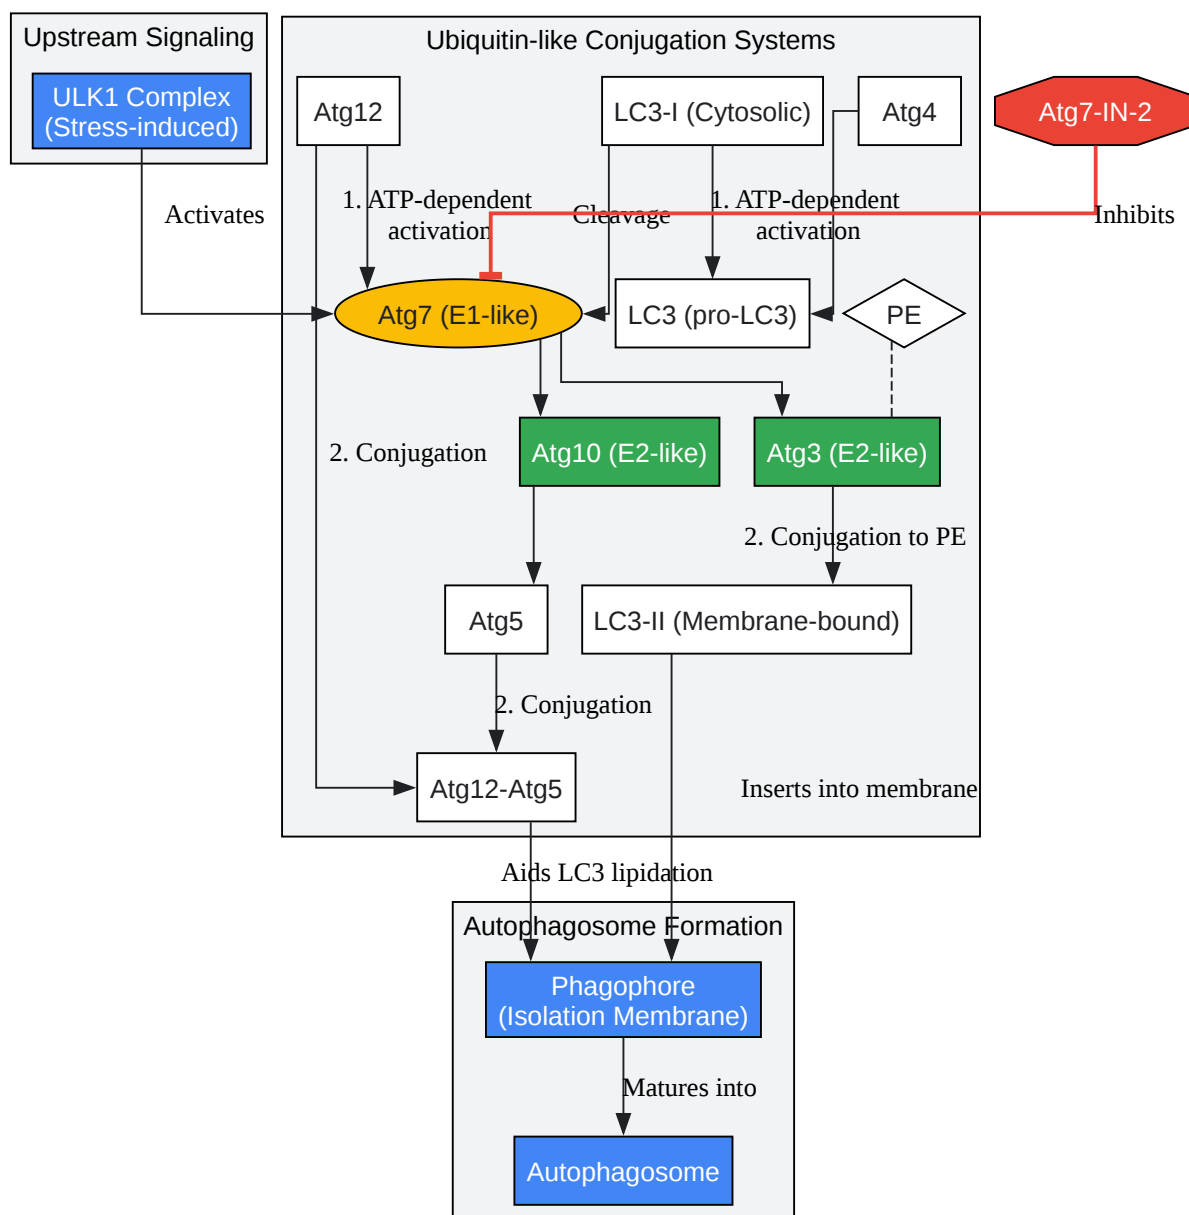 Upstream Signaling
Ubiquitin-like Conjugation Systems
ULK1 Complex
(Stress-induced)
Atg12
LC3-I (Cytosolic)
Atg4
Atg7-IN-2
Activates
1. ATP-dependent
activation
Cleavage
1. ATP-dependent
activation
Inhibits
Atg7 (E1-like)
LC3 (pro-LC3)
PE
2. Conjugation
Atg10 (E2-like)
Atg3 (E2-like)
2. Conjugation to PE
Atg5
LC3-II (Membrane-bound)
2. Conjugation
Atg12-Atg5
Inserts into membrane
Aids LC3 lipidation
Autophagosome Formation
Phagophore
(Isolation Membrane)
Matures into
Autophagosome